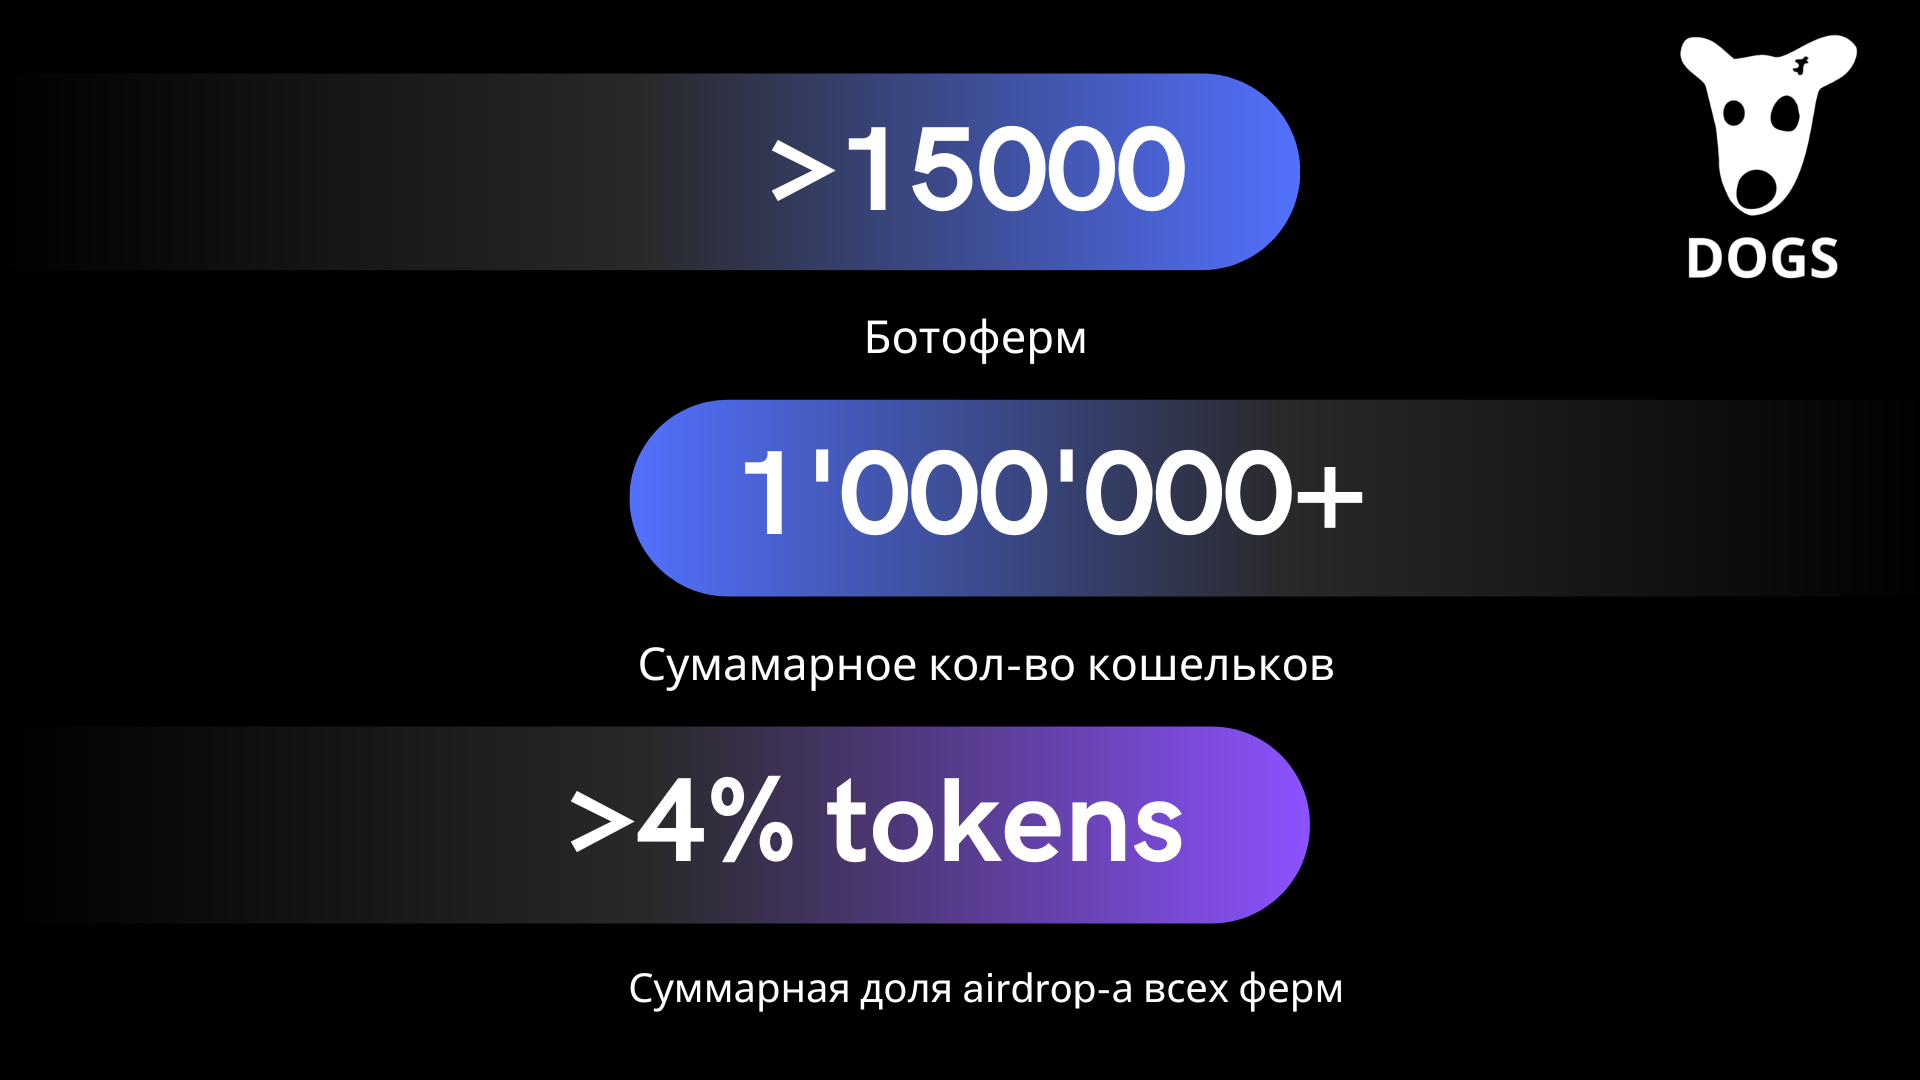 >15000
DOGS
Ботоферм
1'000'000+
Сумамарное кол-во кошельков
>4% tokens
Суммарная доля airdrop-а всех ферм